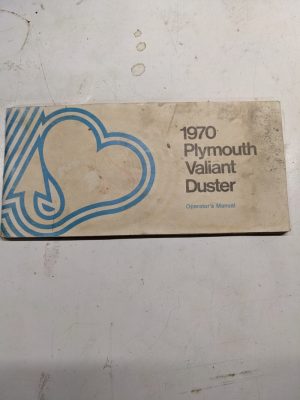 1970
Plymouth
Valiant
Duster
Operator's Manual